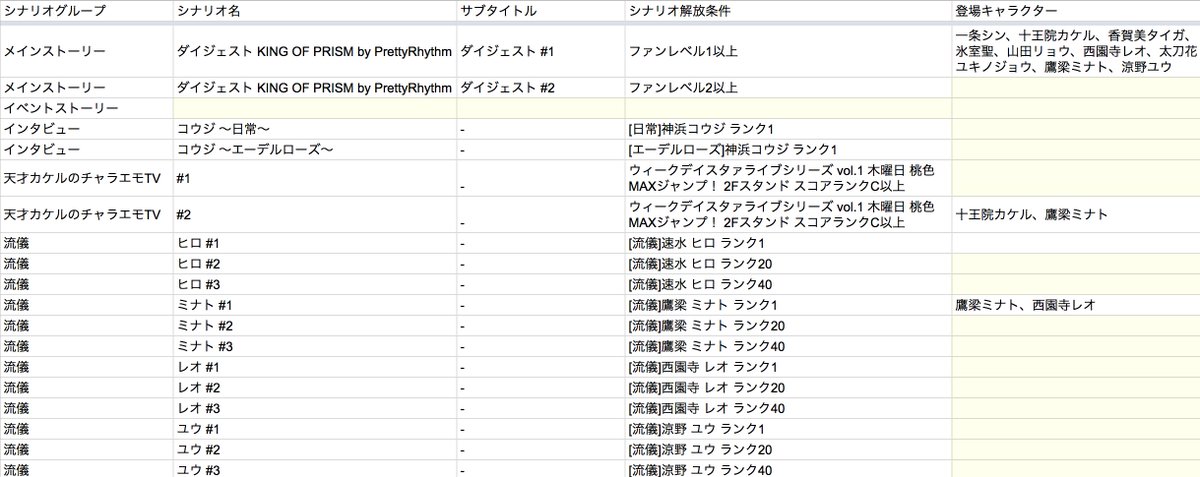 シナリオグループ シナリオ名 サブタイトル シナリオ解放条件 登場キャラクター
メインストーリー ダイジェスト KING OF PRISM by PrettyRhythm ダイジェスト #1 ファンレベル1以上 一条シン、十王院カケル、香賀美タイガ、
氷室聖、山田リョウ、西園寺レオ、太刀花
ユキノジョウ、鷹梁ミナト、涼野ユウ
メインストーリー ダイジェスト KING OF PRISM by PrettyRhythm ダイジェスト #2 ファンレベル2以上
イベントストーリー
インタビュー コウジ 〜日常〜 - [日常]神浜コウジ ランク1
インタビュー コウジ 〜エーデルローズ〜 - [エーデルローズ]神浜コウジ ランク1
天才カケルのチャラエモTV #1 - ウィークデイスタァライブシリーズ vol.1 木曜日 桃色
MAXジャンプ！ 2Fスタンド スコアランクC以上
天才カケルのチャラエモTV #2 - ウィークデイスタァライブシリーズ vol.1 木曜日 桃色
MAXジャンプ！ 2Fスタンド スコアランクC以上 十王院カケル、鷹梁ミナト
流儀 ヒロ #1 - [流儀]速水 ヒロ ランク1
流儀 ヒロ #2 - [流儀]速水 ヒロ ランク20
流儀 ヒロ #3 - [流儀]速水 ヒロ ランク40
流儀 ミナト #1 - [流儀]鷹梁 ミナト ランク1 鷹梁ミナト、西園寺レオ
流儀 ミナト #2 - [流儀]鷹梁 ミナト ランク20
流儀 ミナト #3 - [流儀]鷹梁 ミナト ランク40
流儀 レオ #1 - [流儀]西園寺 レオ ランク1
流儀 レオ #2 - [流儀]西園寺 レオ ランク20
流儀 レオ #3 - [流儀]西園寺 レオ ランク40
流儀 ユウ #1 - [流儀]涼野 ユウ ランク1
流儀 ユウ #2 - [流儀]涼野 ユウ ランク20
流儀 ユウ #3 - [流儀]涼野 ユウ ランク40